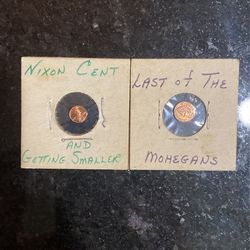 Nixon Cent
AND
Getting Smaller
Last of The
Mohegans